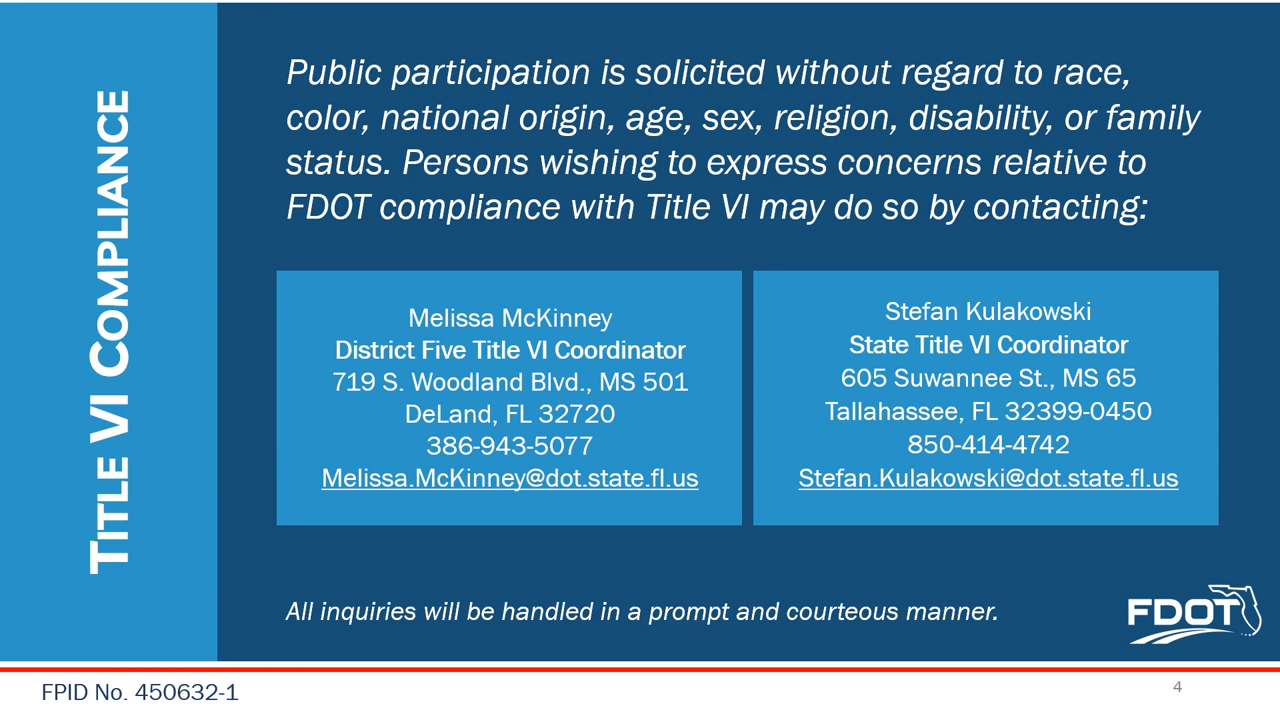 TITLE VI COMPLIANCE
Public participation is solicited without regard to race,
color, national origin, age, sex, religion, disability, or family
status. Persons wishing to express concerns relative to
FDOT compliance with Title VI may do so by contacting:
Melissa McKinney
District Five Title VI Coordinator
719 S. Woodland Blvd., MS 501
DeLand, FL 32720
386-943-5077
Melissa.McKinney@dot.state.fl.us
Stefan Kulakowski
State Title VI Coordinator
605 Suwannee St., MS 65
Tallahassee, FL 32399-0450
850-414-4742
Stefan.Kulakowski@dot.state.fl.us
All inquiries will be handled in a prompt and courteous manner.
FDOT
FPID No. 450632-1
4